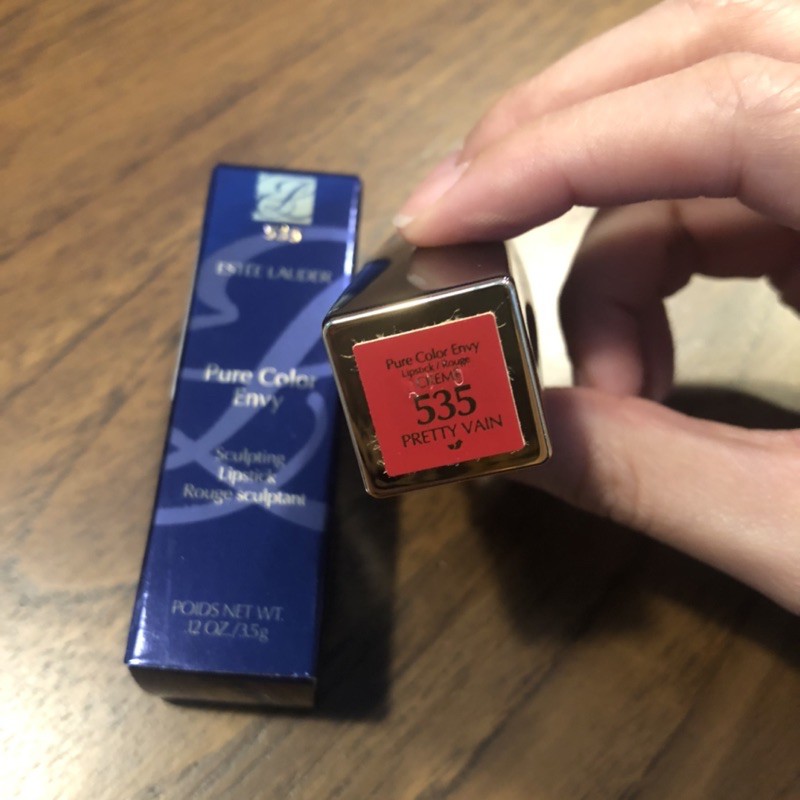 ESTĒE LAUDER
Pure Color
Envy
Sculpting
Lipstick
Rouge sculptant
POIDS NET WT.
.12 OZ./3.5g
Pure Color Envy
Lipstick / Rouge
535
PRETTY VAIN